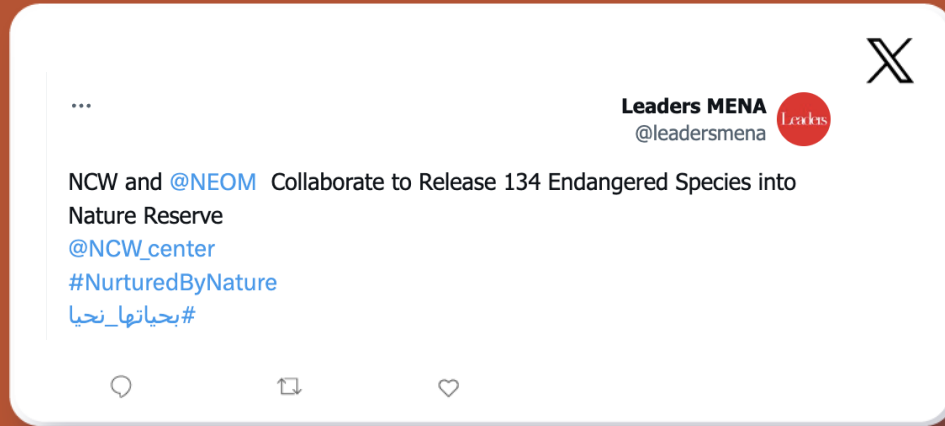 Leaders MENA
@leadersmena
Leaders
NCW and @NEOM Collaborate to Release 134 Endangered Species into
Nature Reserve
@NCW_center
#NurturedByNature
#بحياتها_نحيا